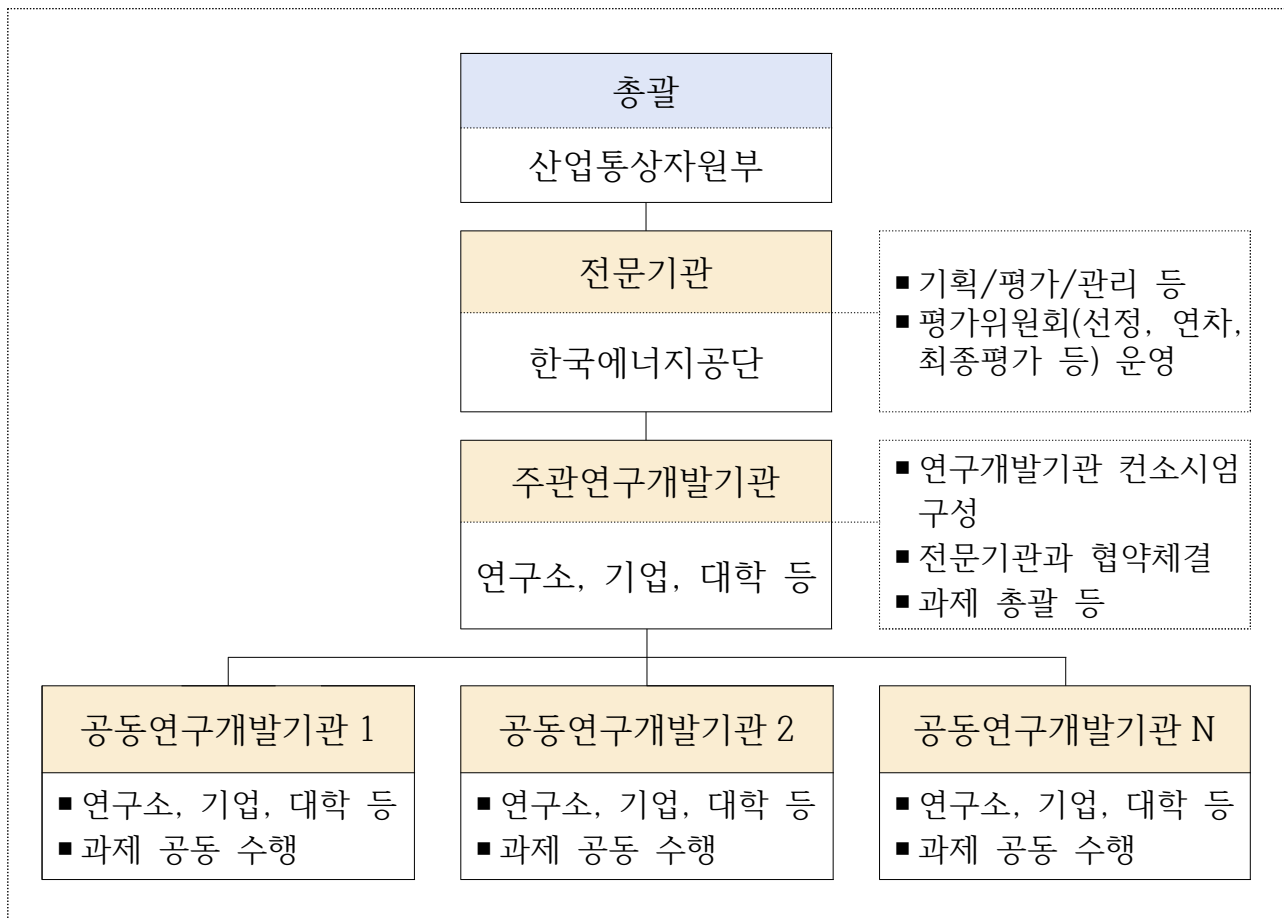 총괄
산업통상자원부
전문기관
한국에너지공단
■ 기획/평가/관리 등
■ 평가위원회(선정, 연차,
최종평가 등) 운영
주관연구개발기관
연구소, 기업, 대학 등
■ 연구개발기관 컨소시엄
구성
■ 전문기관과 협약체결
■ 과제 총괄 등
공동연구개발기관 1
■ 연구소, 기업, 대학 등
■ 과제 공동 수행
공동연구개발기관 2
■ 연구소, 기업, 대학 등
■ 과제 공동 수행
공동연구개발기관 N
■ 연구소, 기업, 대학 등
■ 과제 공동 수행